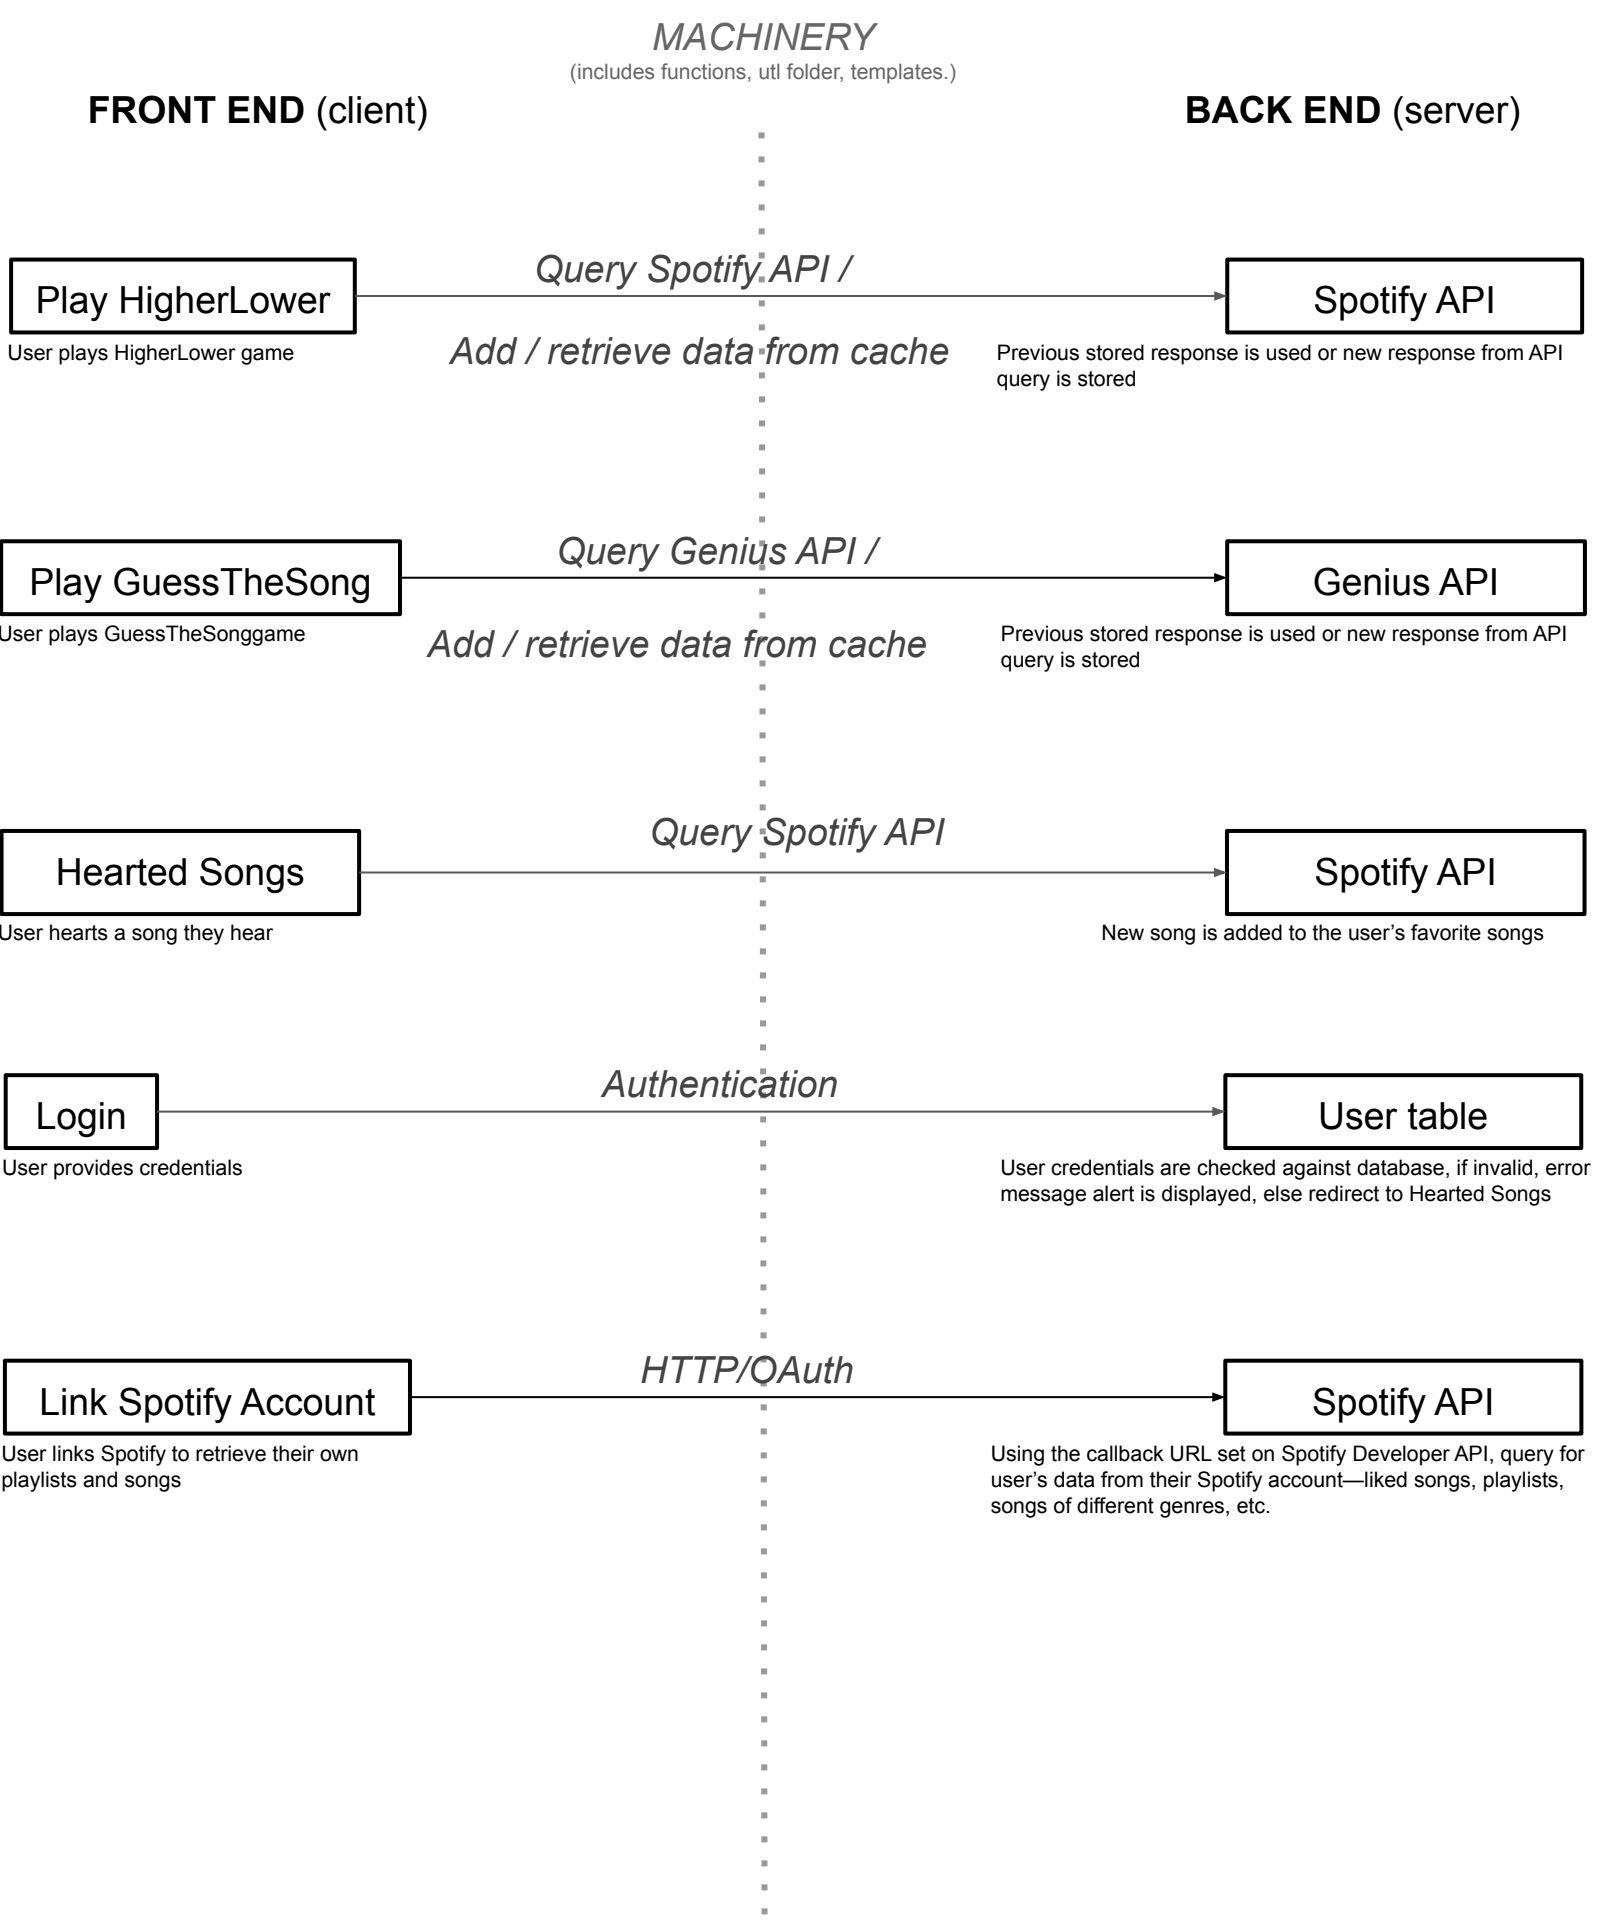 MACHINERY
(includes functions, utl folder, templates.)
FRONT END (client)
BACK END (server)
Query Spotify API /
Play HigherLower
Spotify API
User plays HigherLower game
Add / retrieve data from cache
Previous stored response is used or new response from API
query is stored
Query Genius API /
Play GuessTheSong
Genius API
User plays GuessTheSonggame
Add / retrieve data from cache
Previous stored response is used or new response from API
query is stored
Query Spotify API
Hearted Songs
Spotify API
User hearts a song they hear
New song is added to the user’s favorite songs
Authentication
Login
User table
User provides credentials
User credentials are checked against database, if invalid, error
message alert is displayed, else redirect to Hearted Songs
HTTP/OAuth
Link Spotify Account
Spotify API
User links Spotify to retrieve their own
playlists and songs
Using the callback URL set on Spotify Developer API, query for
user’s data from their Spotify account—liked songs, playlists,
songs of different genres, etc.